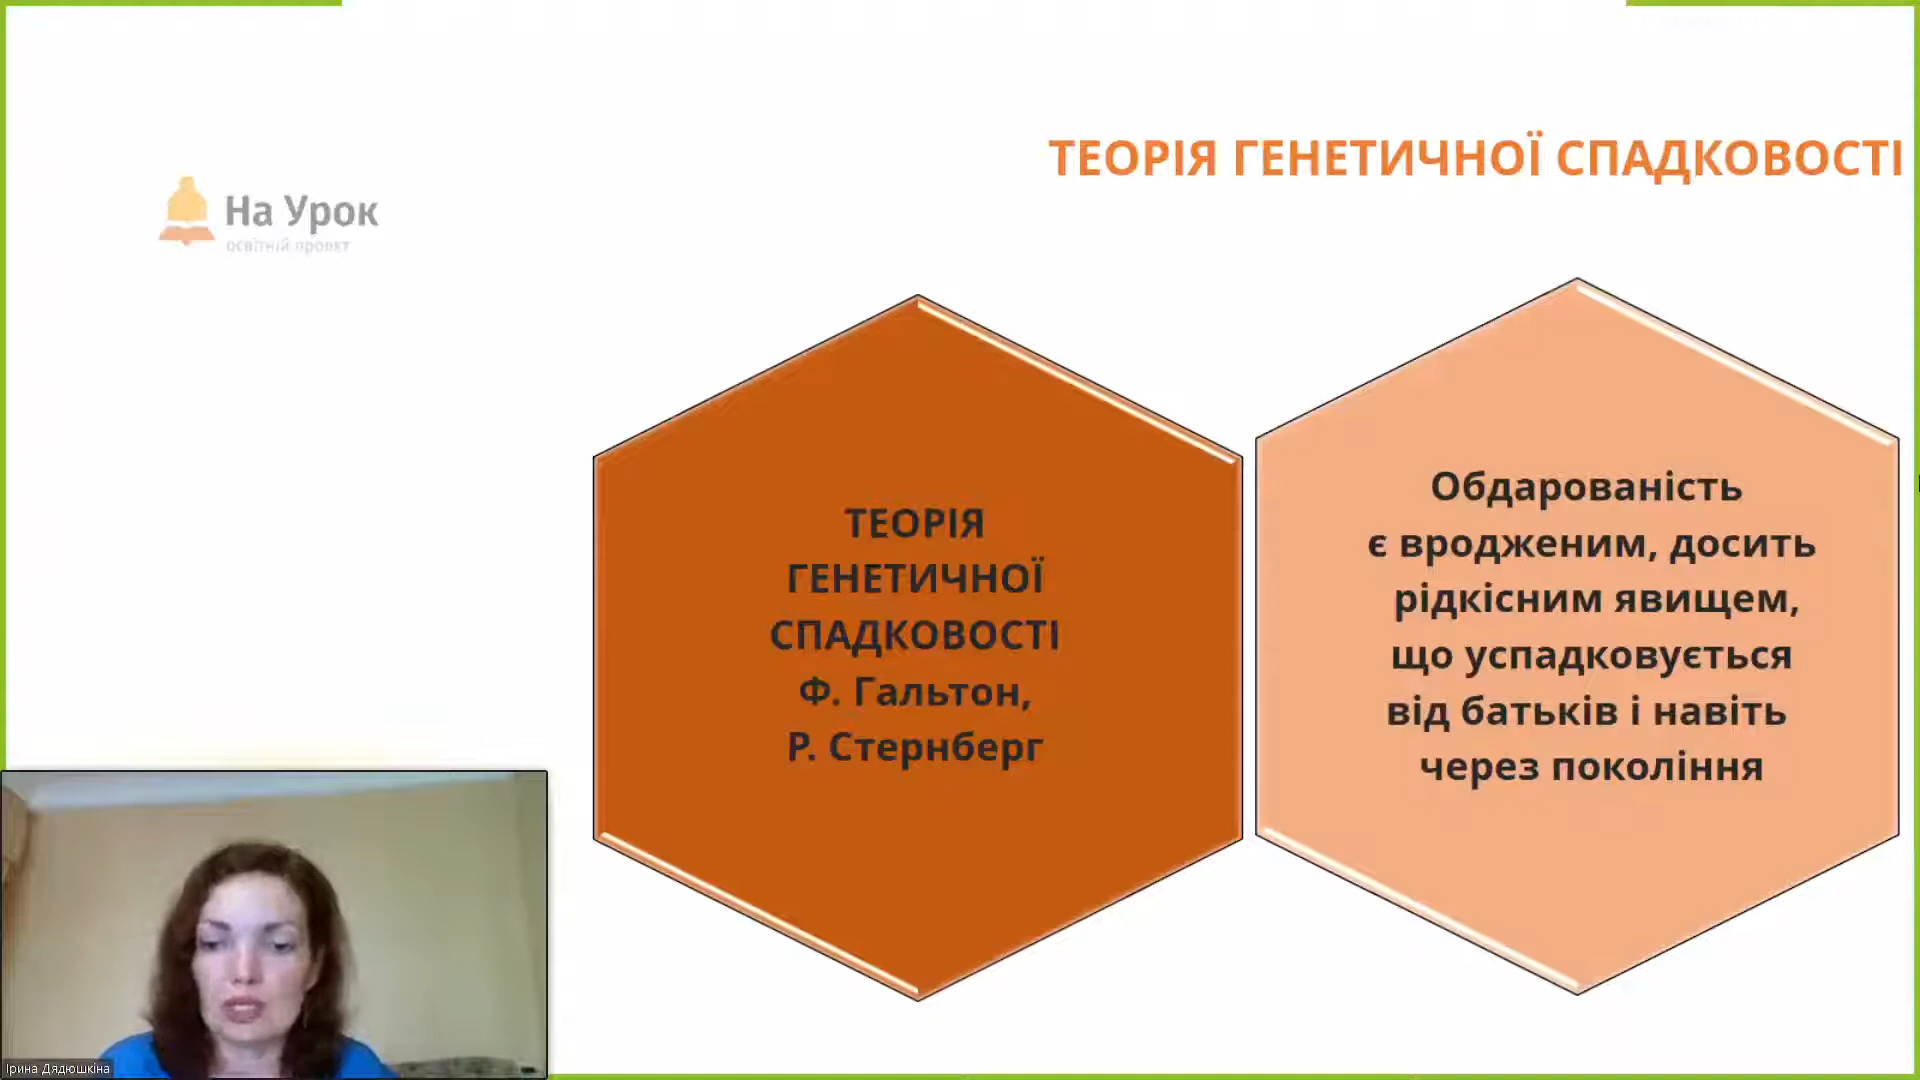 ТЕОРІЯ ГЕНЕТИЧНОЇ СПАДКОВОСТІ
На Урок
освітній проект
ТЕОРІЯ
ГЕНЕТИЧНОЇ
СПАДКОВОСТІ
Ф. Гальтон,
Р. Стернберг
Обдарованість
є вродженим, досить
рідкісним явищем,
що успадковується
від батьків і навіть
через покоління
Ірина Дядюшкіна